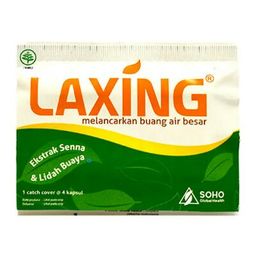 LAXING®
melancarkan buang air besar
Ekstrak Senna
& Lidah Buaya
1 catch cover @ 4 kapsul
SOHO
Global Health